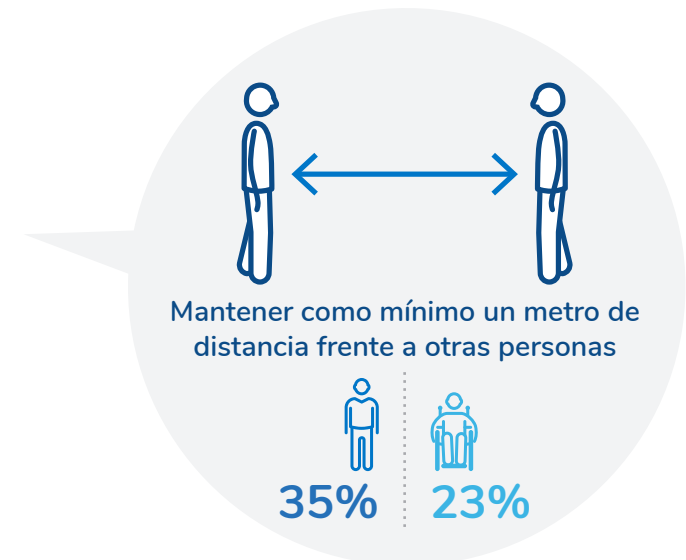 Mantener como mínimo un metro de
distancia frente a otras personas
35% 23%